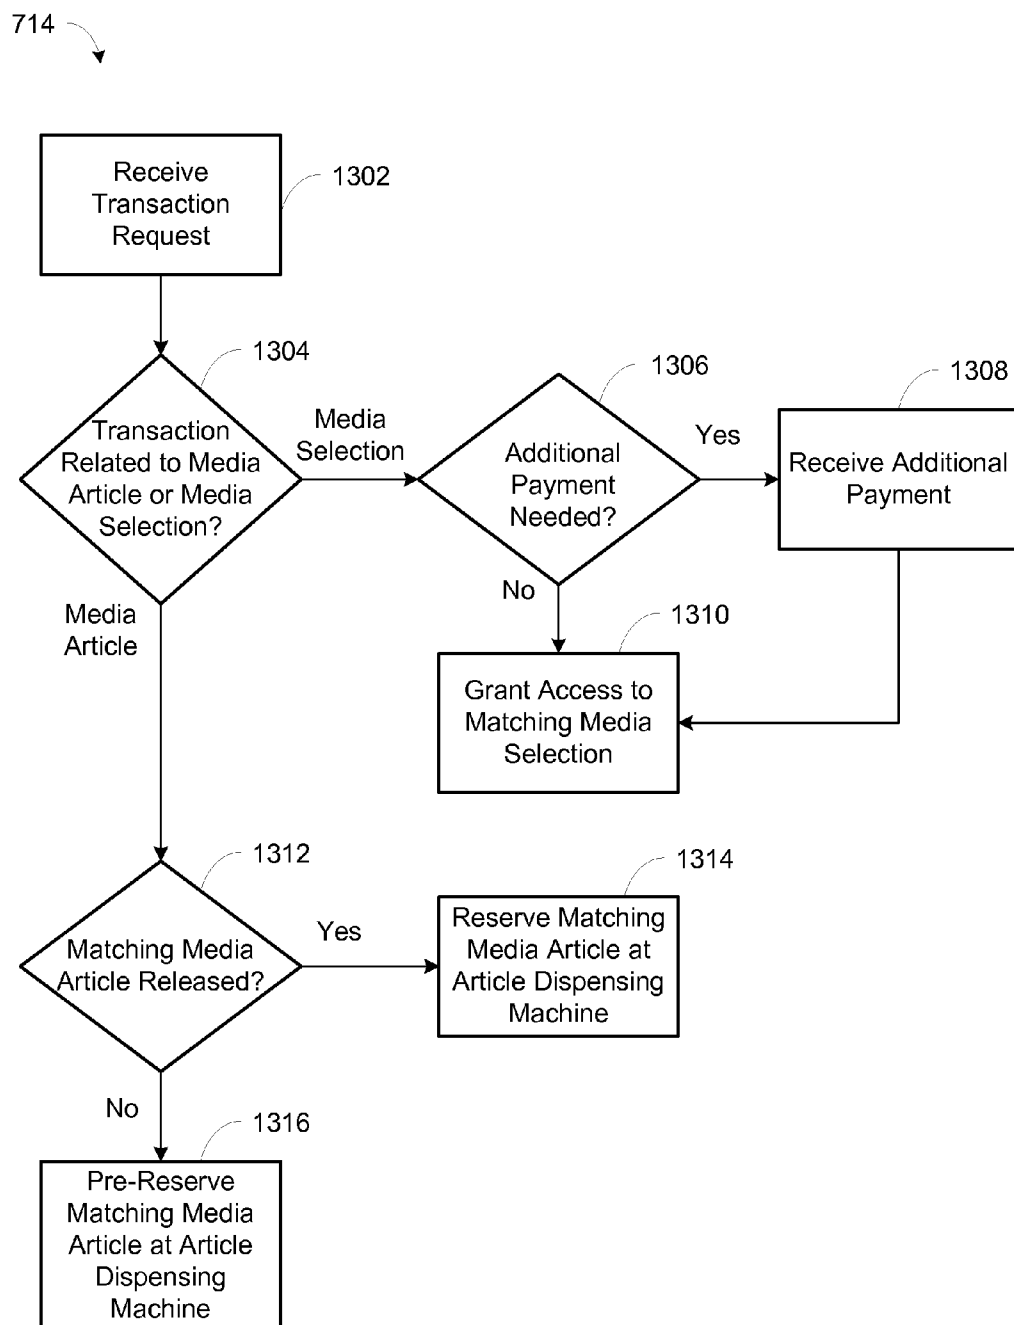 714
Receive
Transaction
Request
1302
1304
Transaction
Related to Media
Article or Media
Selection?
Media
Selection
1306
Additional
Payment
Needed?
Yes
1308
Receive Additional
Payment
No
1310
Grant Access to
Matching Media
Selection
Media
Article
1312
Matching Media
Article Released?
Yes
1314
Reserve Matching
Media Article at
Article Dispensing
Machine
No
1316
Pre-Reserve
Matching Media
Article at Article
Dispensing
Machine